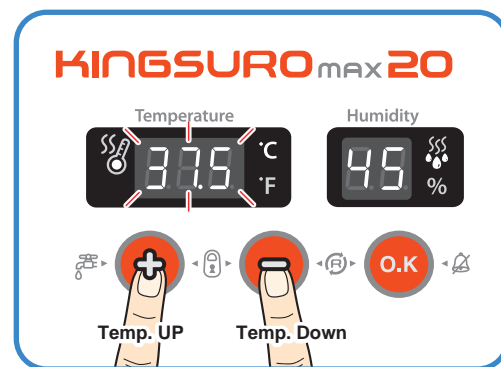 KINGSURO max 20
Temperature Humidity
37.5 °C °F 45 %
R O.K
Temp. UP Temp. Down